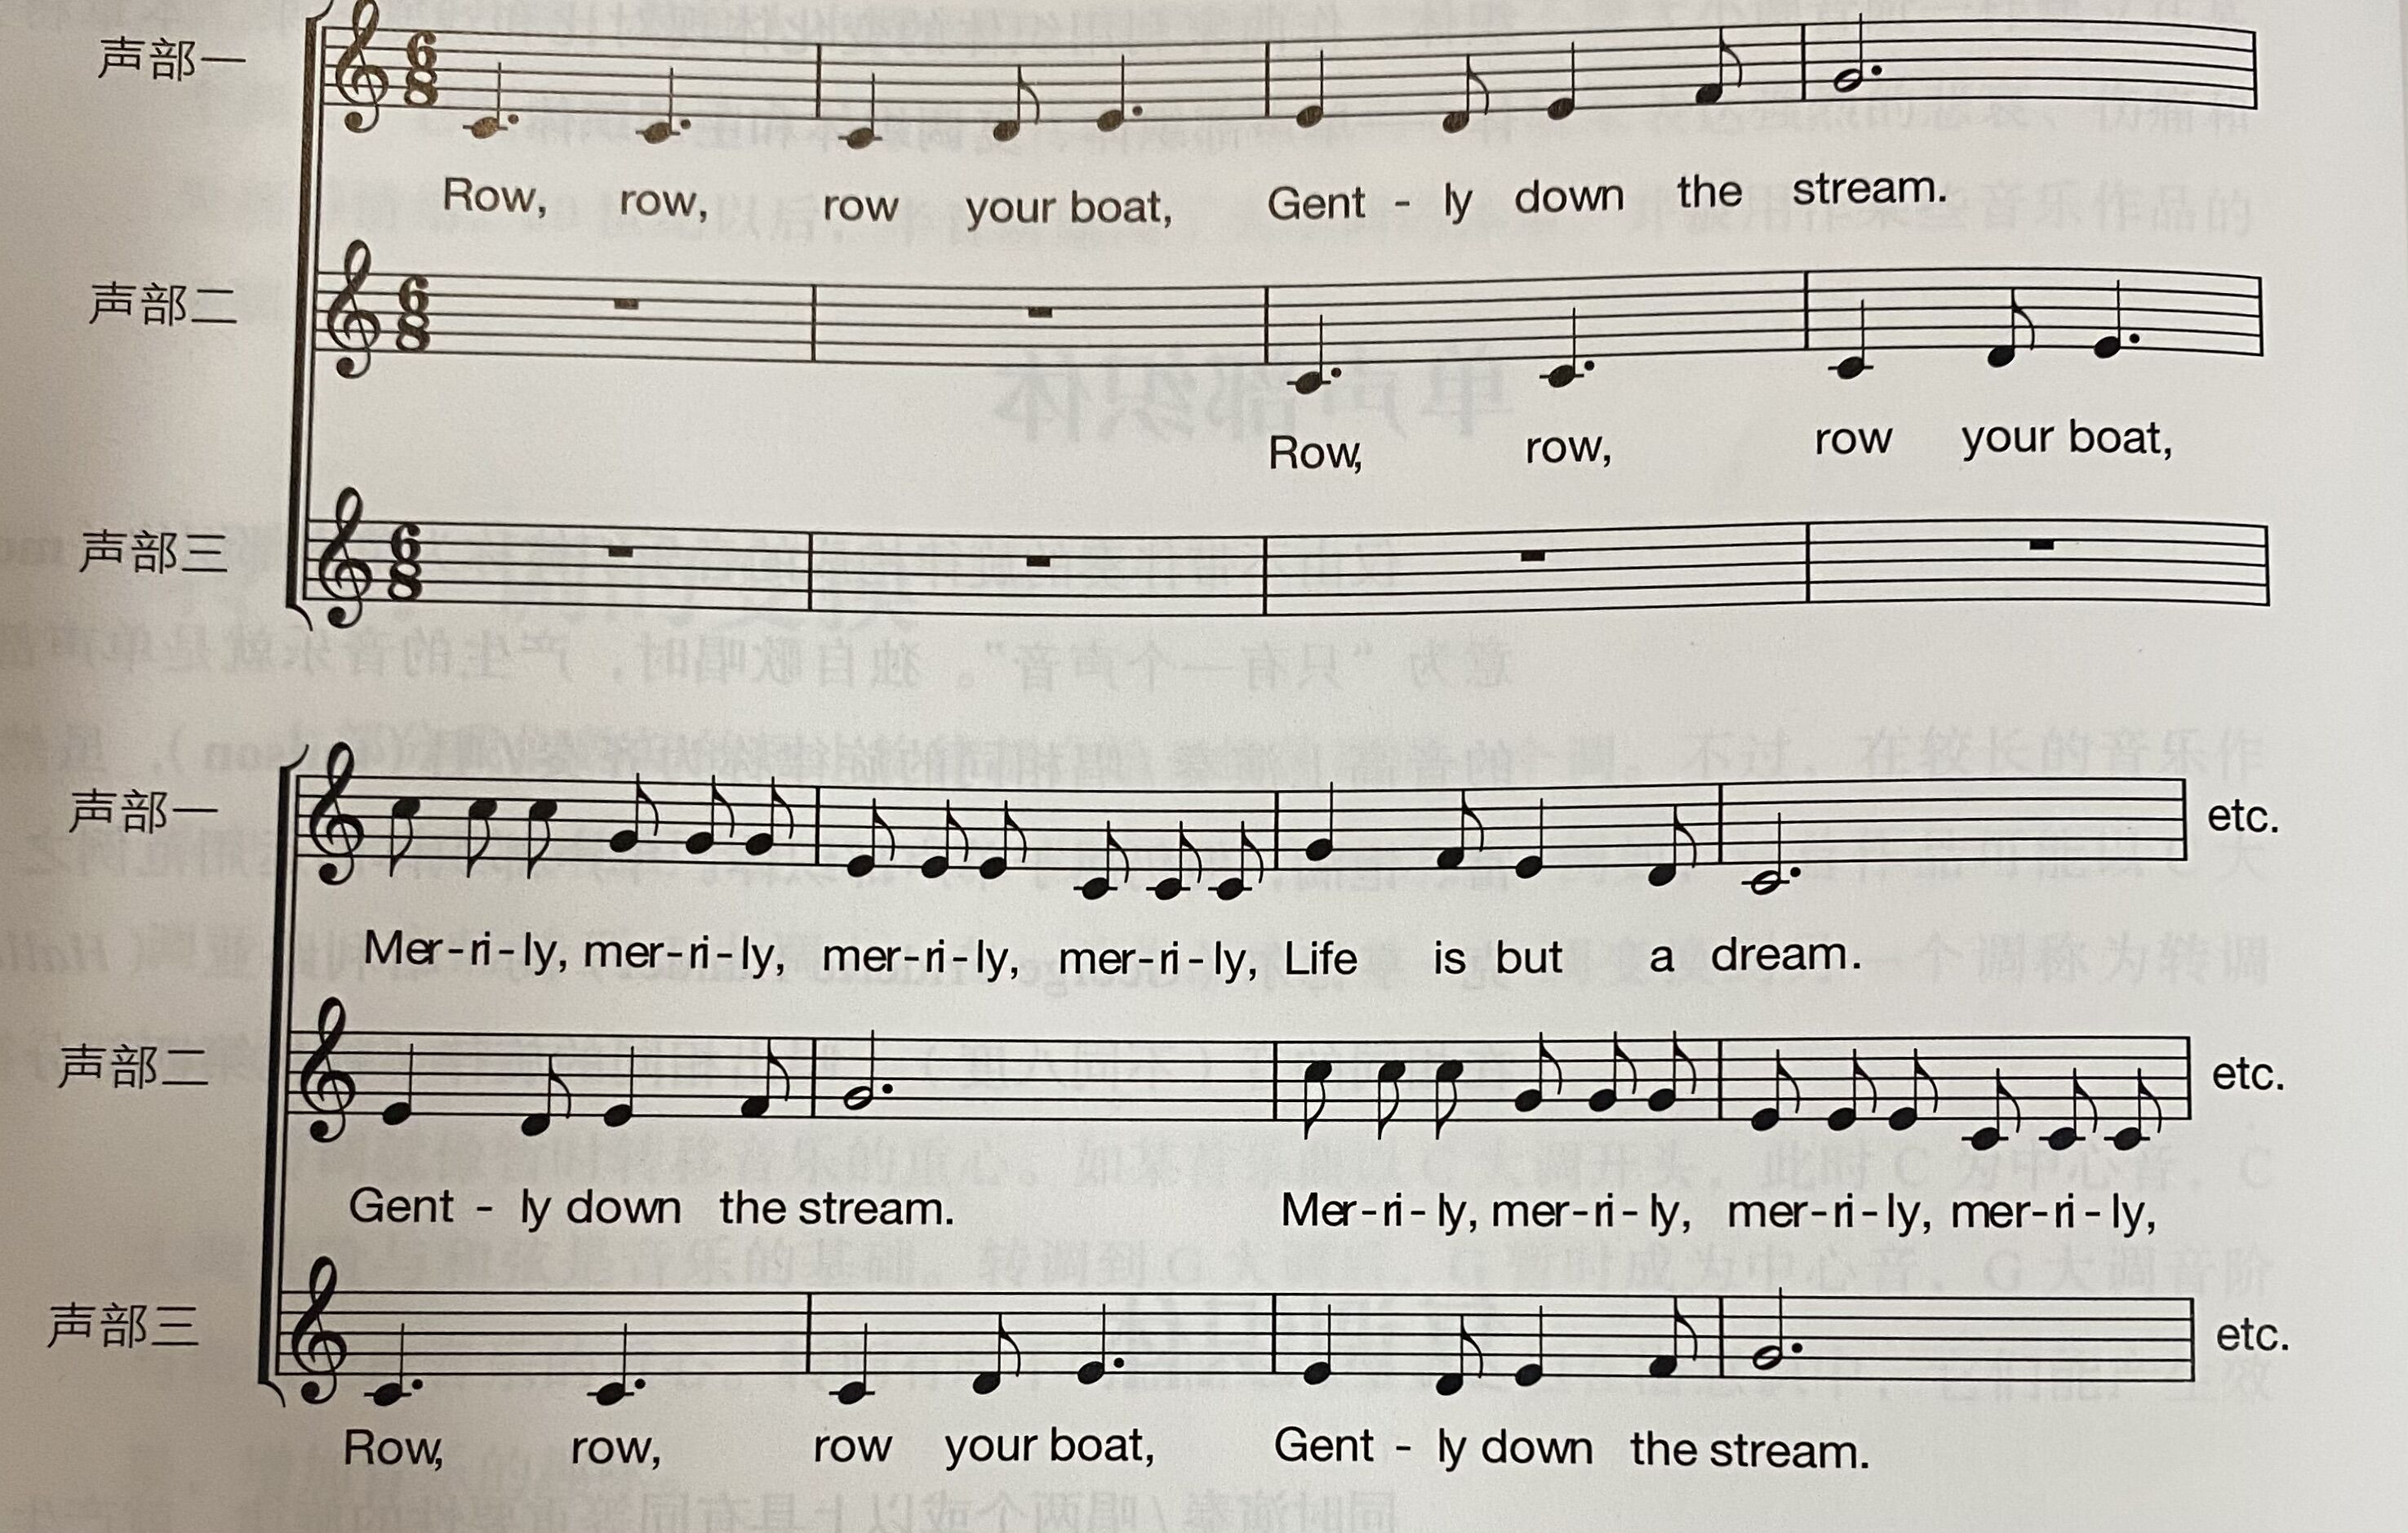 声部一
6
8
Row, row, row your boat, Gent - ly down the stream.
声部二
6
8
Row, row, row your boat,
声部三
6
8
声部一
etc.
Mer-ri-ly, mer-ri-ly, mer-ri-ly, mer-ri-ly, Life is but a dream.
声部二
etc.
Gent - ly down the stream. Mer-ri-ly, mer-ri-ly, mer-ri-ly, mer-ri-ly,
声部三
etc.
Row, row, row your boat, Gent - ly down the stream.